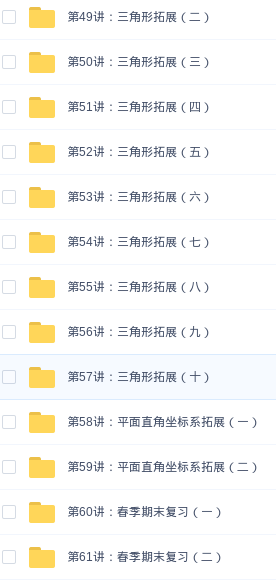 第49讲：三角形拓展（二）
第50讲：三角形拓展（三）
第51讲：三角形拓展（四）
第52讲：三角形拓展（五）
第53讲：三角形拓展（六）
第54讲：三角形拓展（七）
第55讲：三角形拓展（八）
第56讲：三角形拓展（九）
第57讲：三角形拓展（十）
第58讲：平面直角坐标系拓展（一）
第59讲：平面直角坐标系拓展（二）
第60讲：春季期末复习（一）
第61讲：春季期末复习（二）